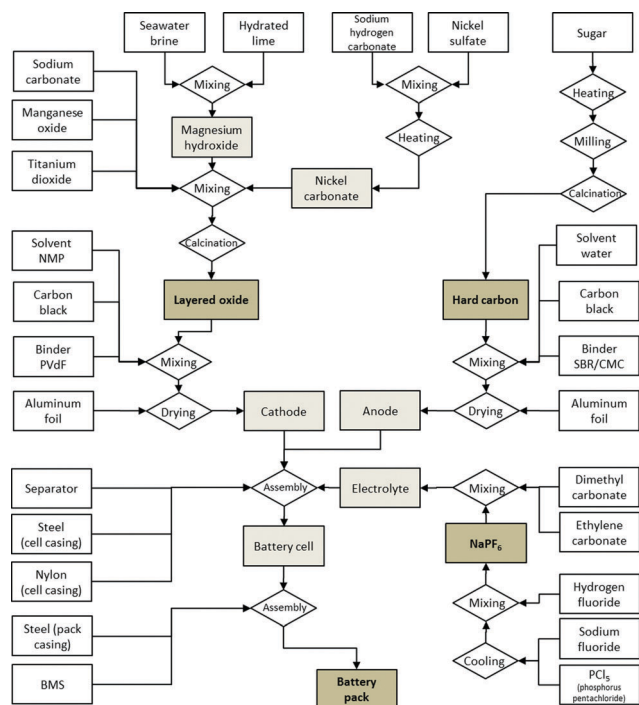 Seawater
brine
Hydrated
lime
Sodium
hydrogen
carbonate
Nickel
sulfate
Sugar
Sodium
carbonate
Mixing
Mixing
Heating
Manganese
oxide
Magnesium
hydroxide
Heating
Milling
Titanium
dioxide
Mixing
Nickel
carbonate
Calcination
Solvent
NMP
Calcination
Solvent
water
Carbon
black
Layered oxide
Hard carbon
Carbon
black
Binder
PVdF
Mixing
Mixing
Binder
SBR/CMC
Aluminum
foil
Drying
Cathode
Anode
Drying
Aluminum
foil
Separator
Assembly
Electrolyte
Mixing
Dimethyl
carbonate
Steel
(cell casing)
Battery cell
NaPF₆
Ethylene
carbonate
Nylon
(cell casing)
Mixing
Hydrogen
fluoride
Steel (pack
casing)
Assembly
Sodium
fluoride
Cooling
BMS
Battery
pack
PCl₅
(phosphorus
pentachloride)